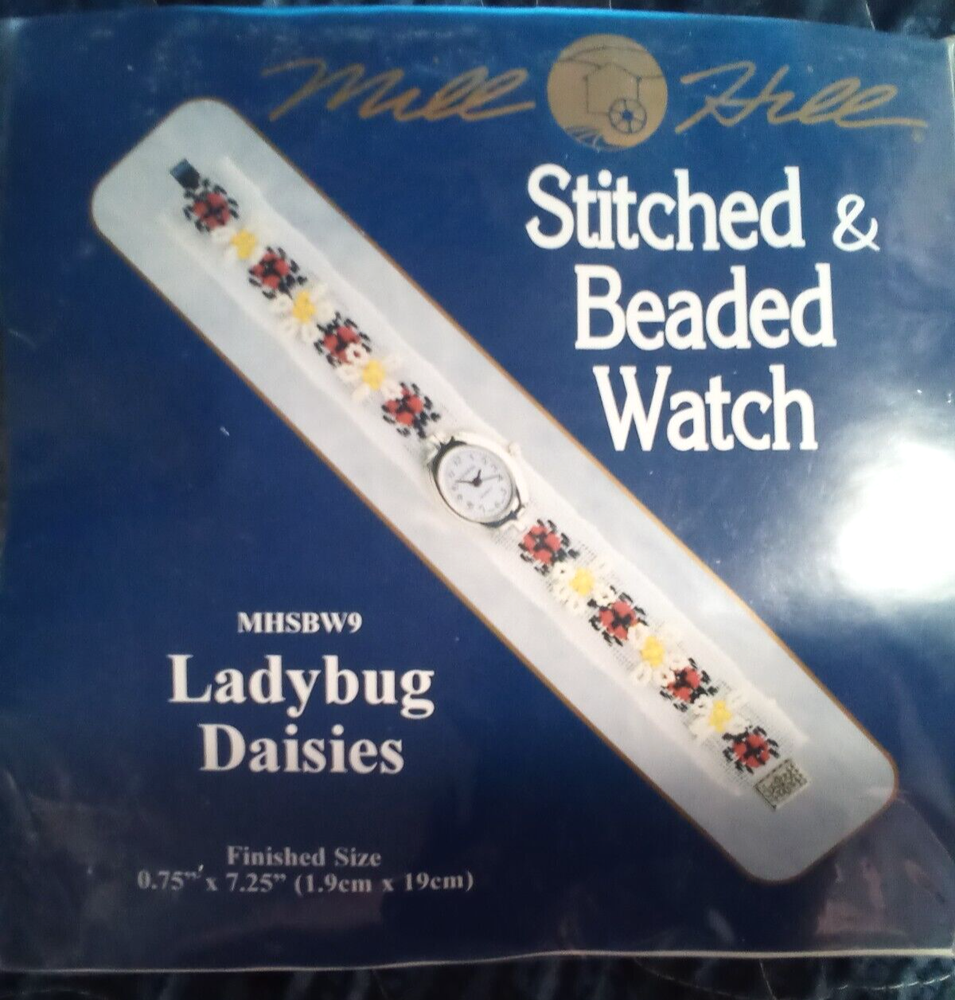 Mill Hill
Stitched &
Beaded
Watch
MHSBW9
Ladybug
Daisies
Finished Size
0.75” x 7.25” (1.9cm x 19cm)